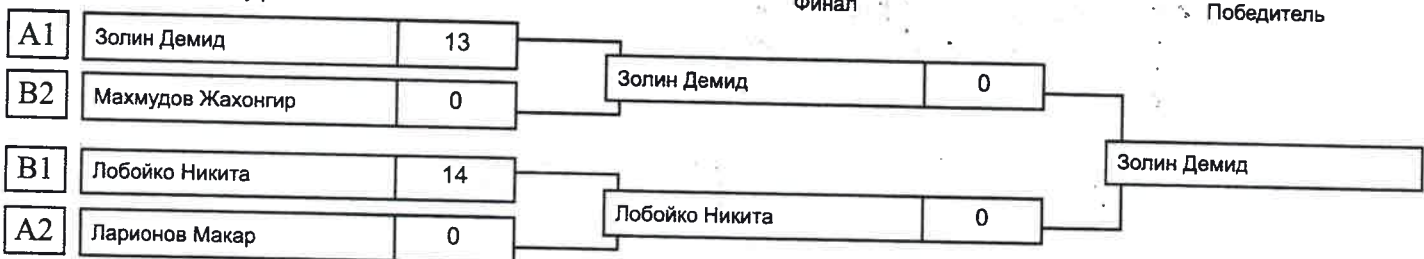 Финал
Победитель
A1 Золин Демид 13
B2 Махмудов Жахонгир 0
Золин Демид 0
B1 Лобойко Никита 14
A2 Ларионов Макар 0
Лобойко Никита 0
Золин Демид